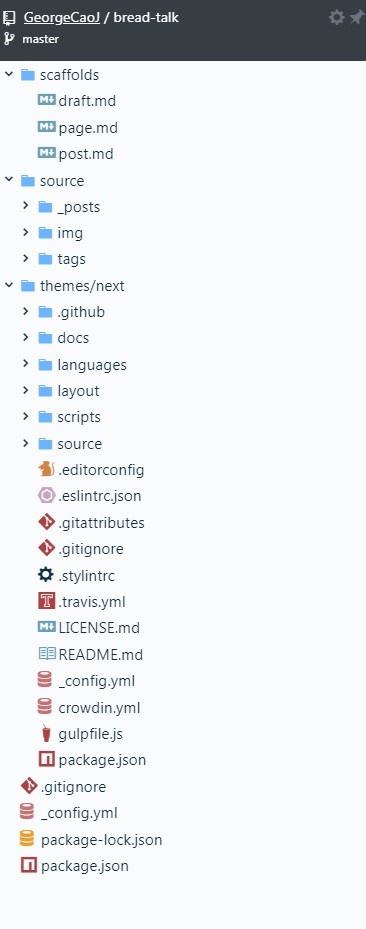 GeorgeCaoJ / bread-talk
master
scaffolds
draft.md
page.md
post.md
source
_posts
img
tags
themes/next
.github
docs
languages
layout
scripts
source
.editorconfig
.eslintrc.json
.gitattributes
.gitignore
.stylintrc
.travis.yml
LICENSE.md
README.md
_config.yml
crowdin.yml
gulpfile.js
package.json
.gitignore
_config.yml
package-lock.json
package.json